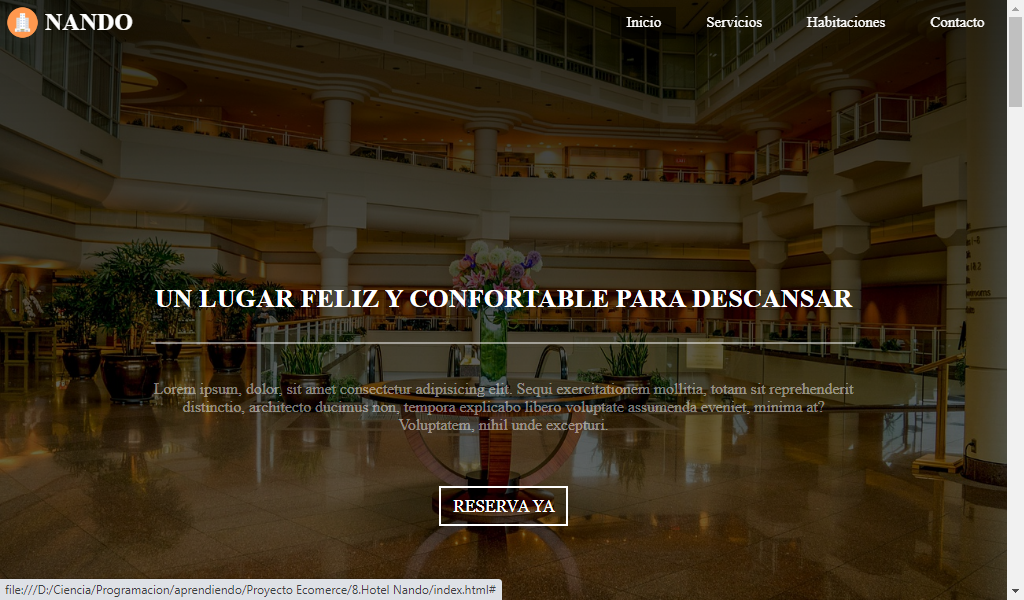 NANDO
Inicio Servicios Habitaciones Contacto
UN LUGAR FELIZ Y CONFORTABLE PARA DESCANSAR
Lorem ipsum, dolor, sit amet consectetur adipisicing elit. Sequi exercitationem mollitia, totam sit reprehenderit
distinctio, architecto ducimus non, tempora explicabo libero voluptate assumenda eveniet, minima at?
Voluptatem, nihil unde excepturi.
RESERVA YA
file:///D:/Ciencia/Programacion/aprendiendo/Proyecto Ecomerce/8.Hotel Nando/index.html#